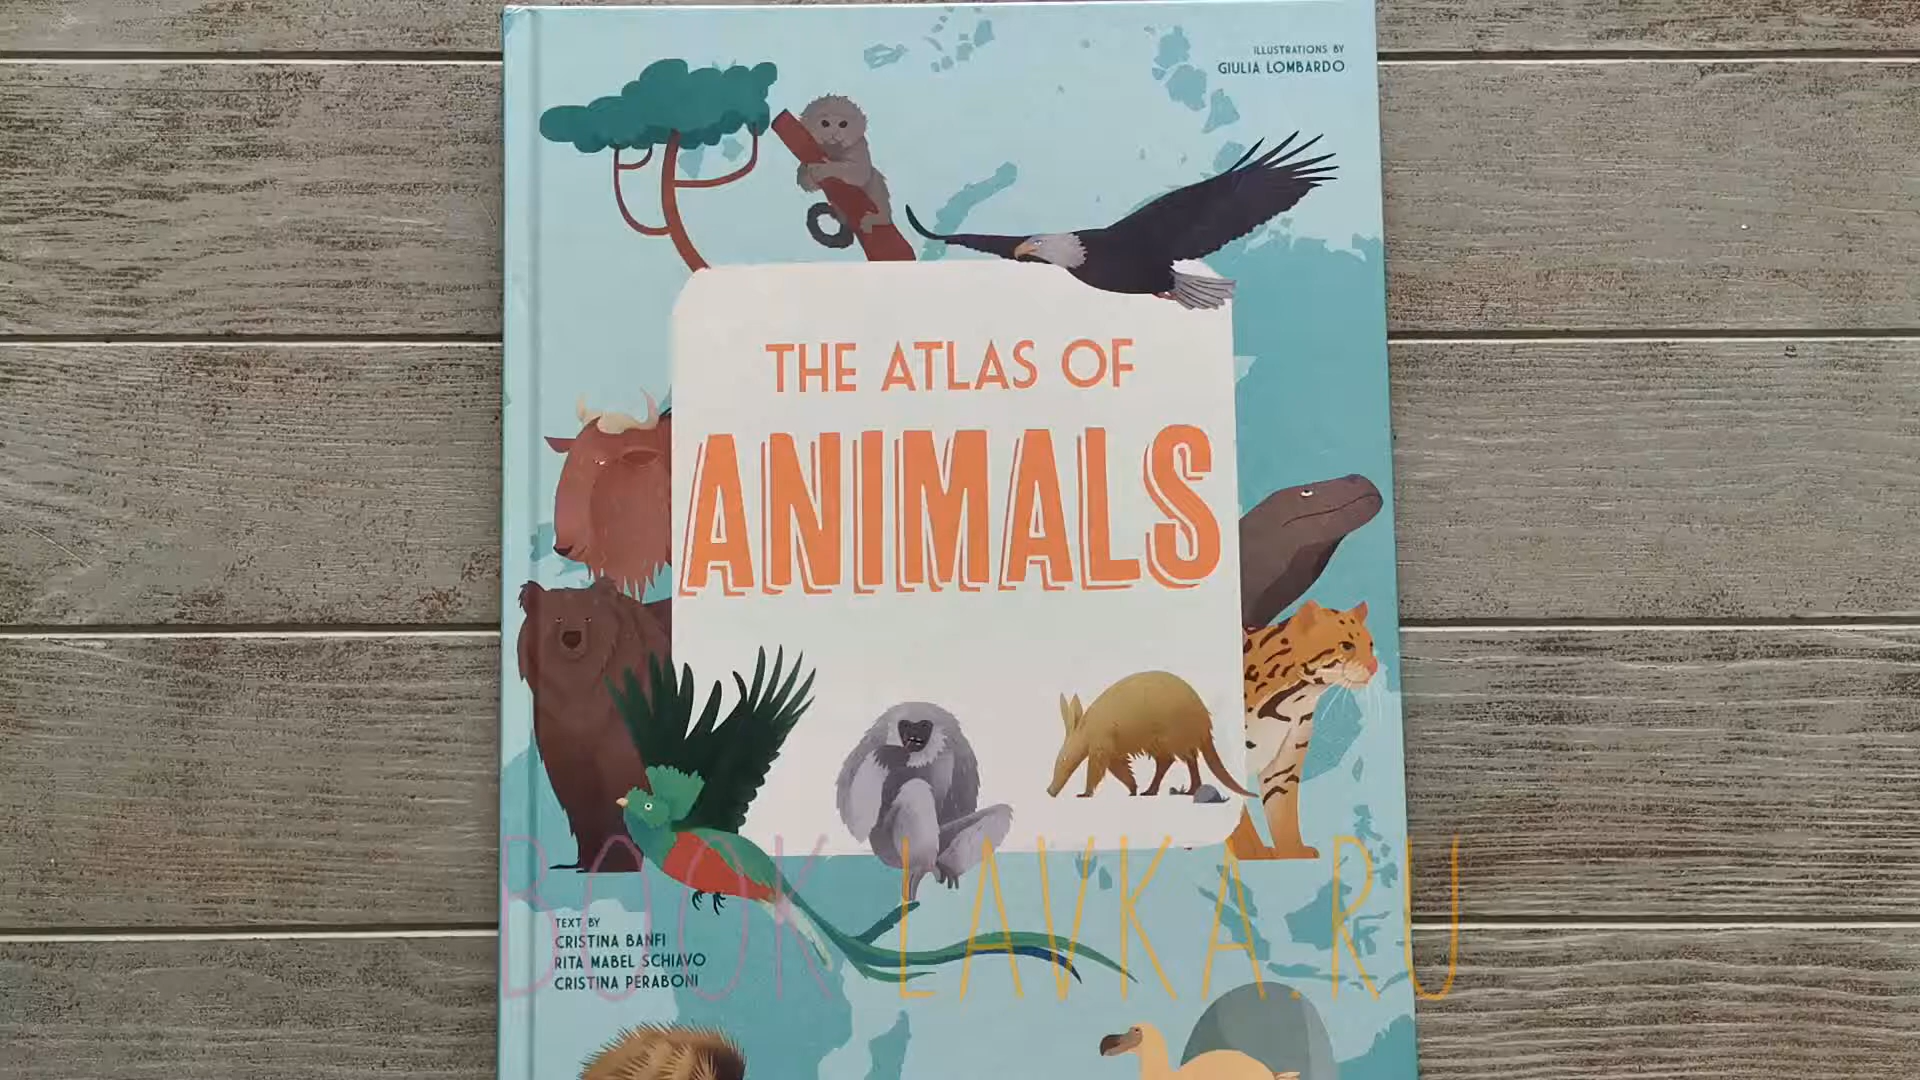 ILLUSTRATIONS BY
GIULIA LOMBARDO
THE ATLAS OF
ANIMALS
BOOK LAVKA.RU
TEXT BY
CRISTINA BANFI
RITA MABEL SCHIAVO
CRISTINA PERABONI